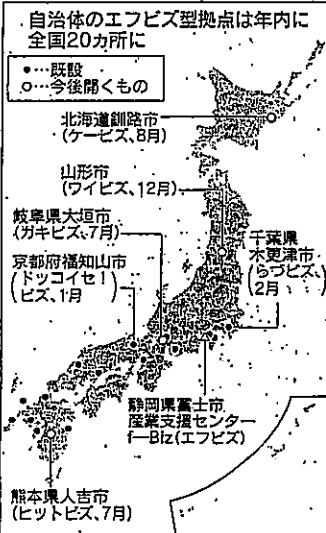 自治体のエフビズ型拠点は年内に
全国20カ所に
●…既設
○…今後開くもの
北海道釧路市
(ケービズ、8月)
山形市
(ワイビズ、12月)
岐阜県大垣市
(ガキビズ、7月)
京都府福知山市
(ドッコイセ!
ビズ、1月)
千葉県
木更津市
(らづビズ、
2月)
静岡県富士市
産業支援センター
f―Biz(エフビズ)
熊本県人吉市
(ヒットビズ、7月)